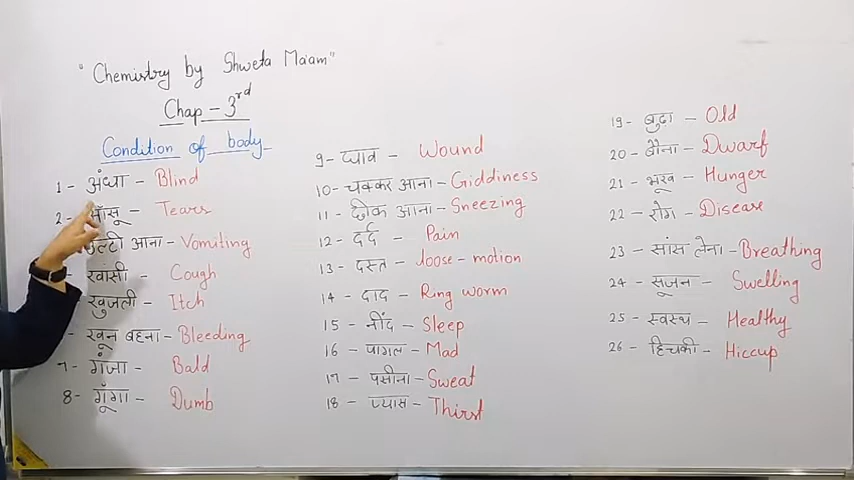 "Chemistry by Shweta Ma'am"
Chap - 3rd
Condition of body
1- अंधा - Blind
2- आँसू - Tears
उल्टी आना - Vomiting
खांसी - Cough
खुजली - Itch
- खून बहना - Bleeding
7- गंजा - Bald
8- गूंगा - Dumb
9- घाव - Wound
10- चक्कर आना - Giddiness
11- छींक आना - Sneezing
12- दर्द - Pain
13- दस्त - loose-motion
14- दाद - Ring worm
15- नींद - Sleep
16- पागल - Mad
17- पसीना - Sweat
18- प्यास - Thirst
19- बुढ़ा - Old
20- बौना - Dwarf
21- भूख - Hunger
22- रोग - Disease
23- सांस लेना - Breathing
24- सूजन - Swelling
25- स्वस्थ - Healthy
26- हिचकी - Hiccup